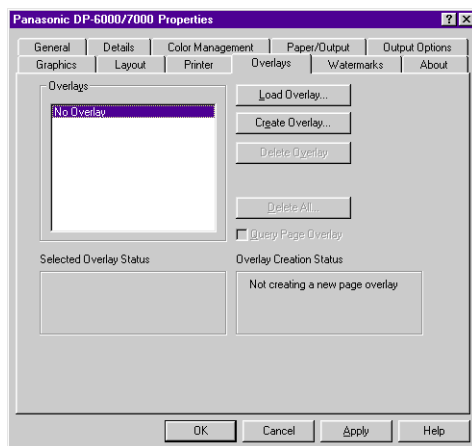 Panasonic DP-6000/7000 Properties
General Details Color Management Paper/Output Output Options
Graphics Layout Printer Overlays Watermarks About
Overlays
No Overlay
Load Overlay...
Create Overlay...
Delete Overlay
Delete All...
Query Page Overlay
Selected Overlay Status
Overlay Creation Status
Not creating a new page overlay
OK Cancel Apply Help